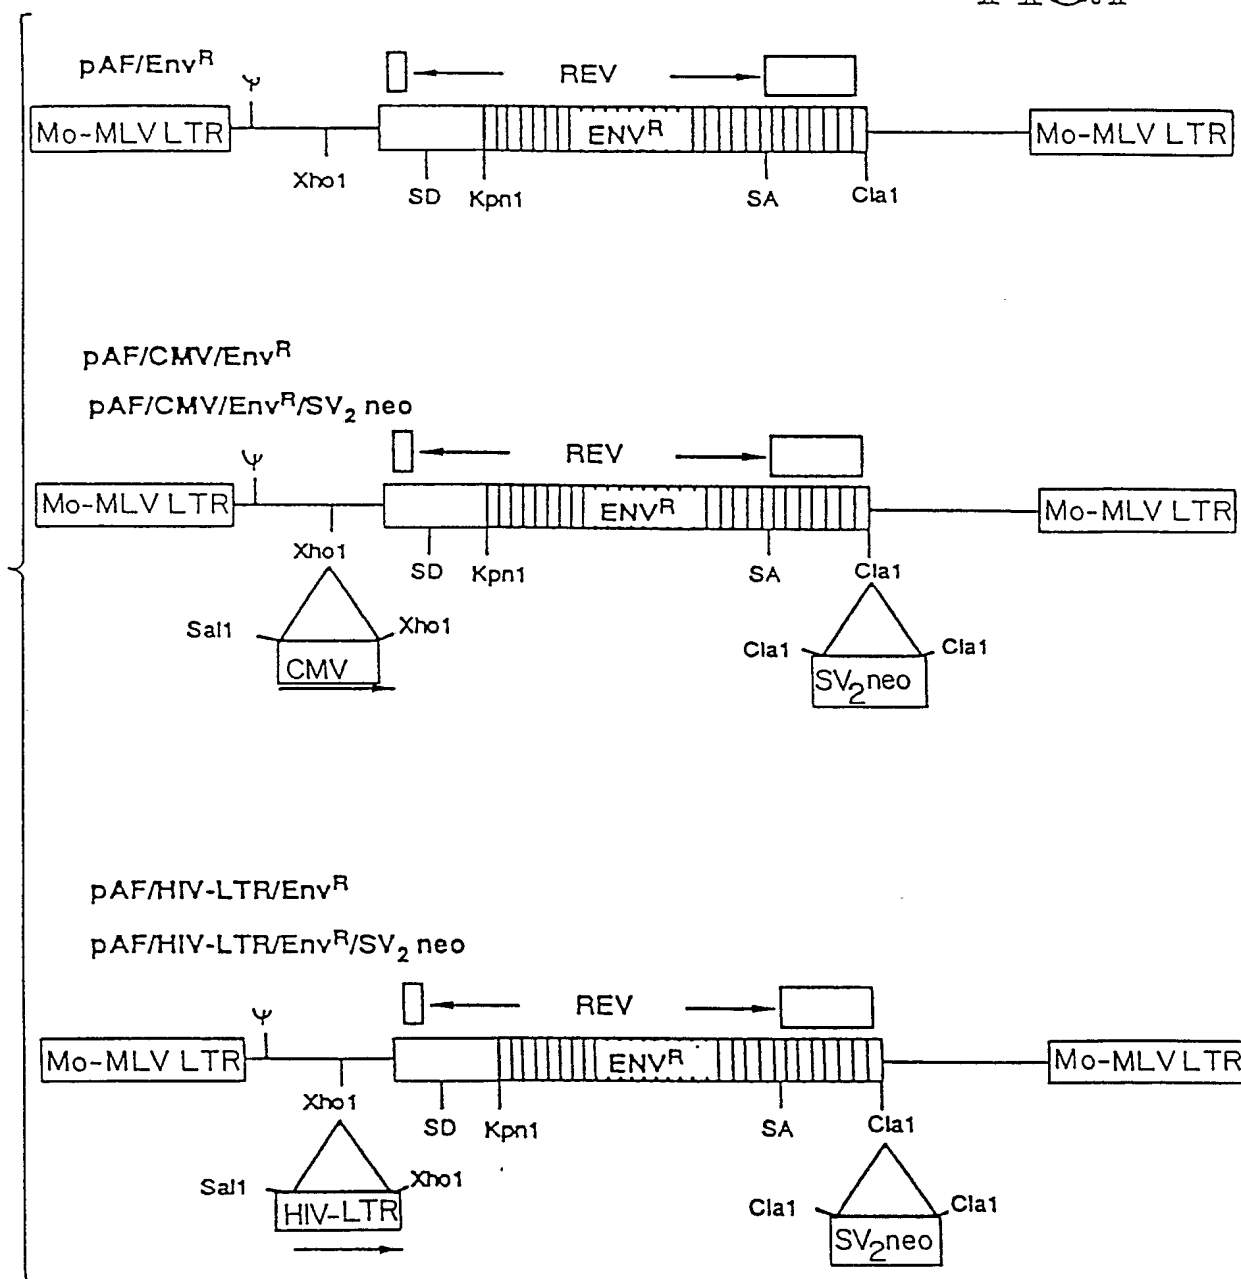 pAF/Env^R
Ψ
REV
Mo-MLV LTR
ENV^R
Mo-MLV LTR
Xho1
SD
Kpn1
SA
Cla1
pAF/CMV/Env^R
pAF/CMV/Env^R/SV₂ neo
Ψ
REV
Mo-MLV LTR
ENV^R
Mo-MLV LTR
Xho1
SD
Kpn1
SA
Cla1
Sal1
Xho1
Cla1
Cla1
CMV
SV₂neo
pAF/HIV-LTR/Env^R
pAF/HIV-LTR/Env^R/SV₂ neo
Ψ
REV
Mo-MLV LTR
ENV^R
Mo-MLV LTR
Xho1
SD
Kpn1
SA
Cla1
Sal1
Xho1
Cla1
Cla1
HIV-LTR
SV₂neo